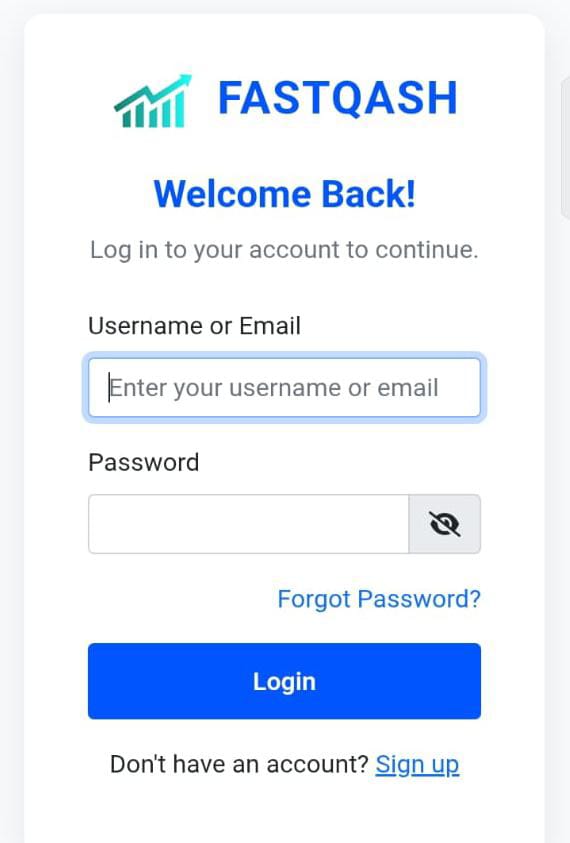 FASTQASH
Welcome Back!
Log in to your account to continue.
Username or Email
Enter your username or email
Password
Forgot Password?
Login
Don't have an account? Sign up